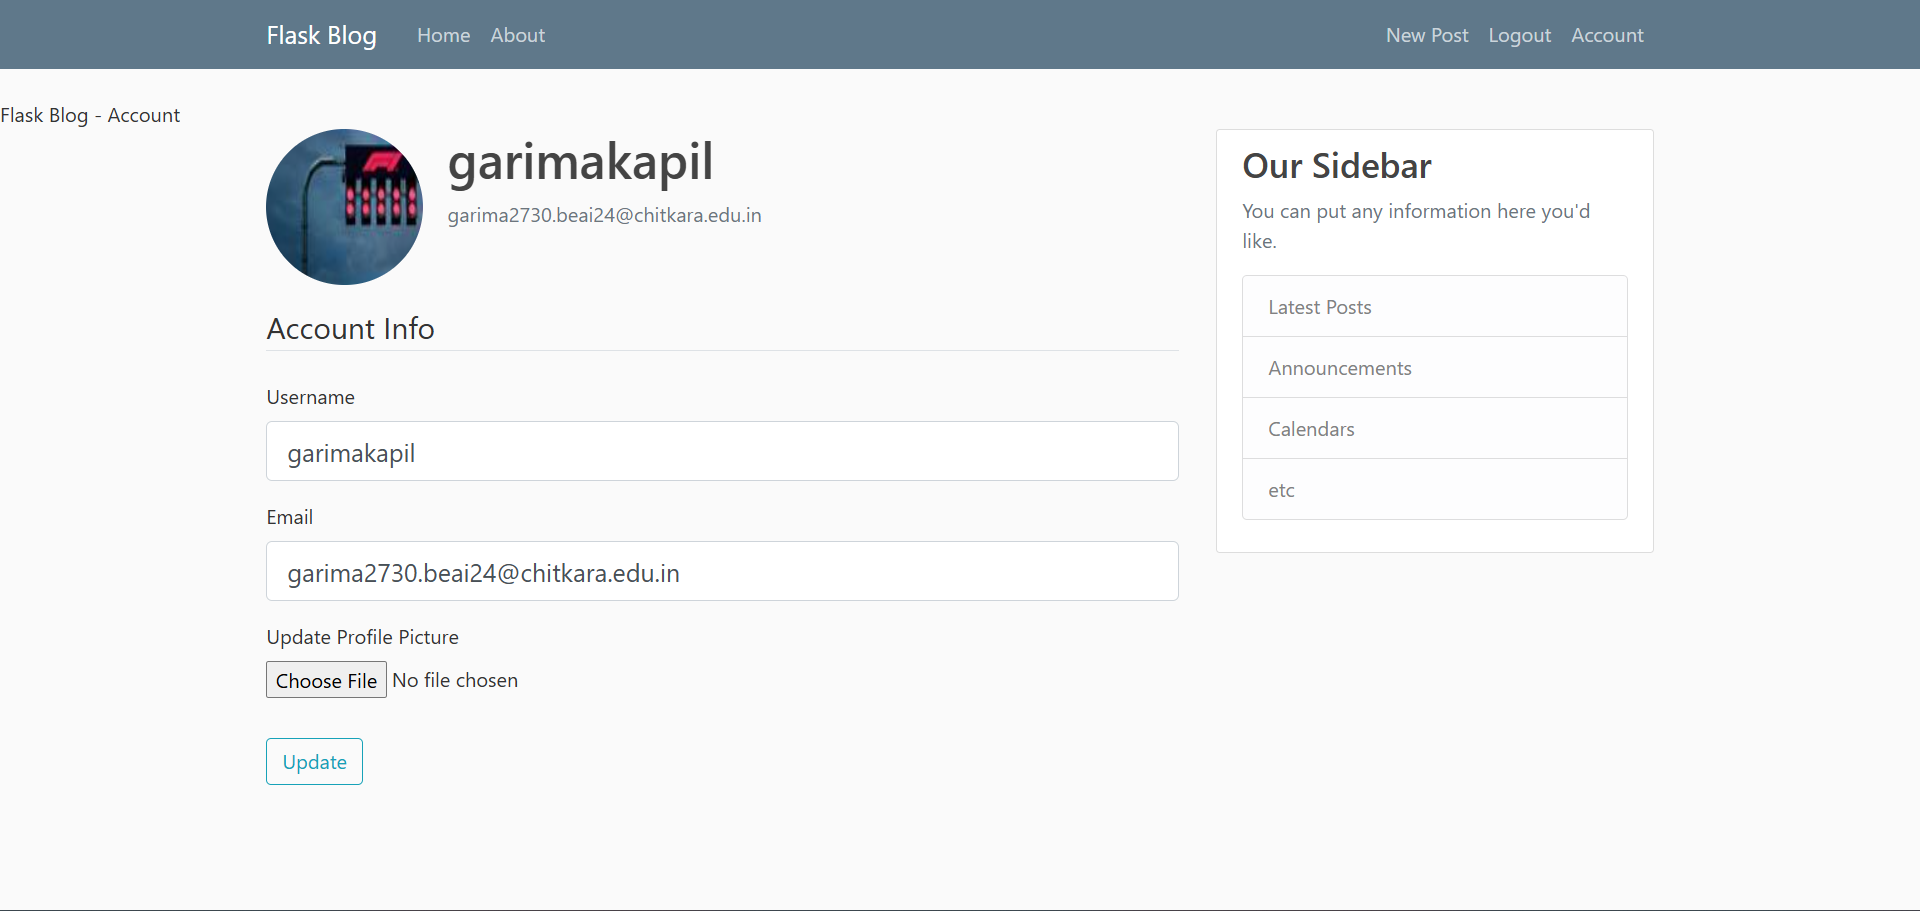 Flask Blog Home About New Post Logout Account
Flask Blog - Account
garimakapil
garima2730.beai24@chitkara.edu.in
Account Info
Username
garimakapil
Email
garima2730.beai24@chitkara.edu.in
Update Profile Picture
Choose File No file chosen
Update
Our Sidebar
You can put any information here you'd
like.
Latest Posts
Announcements
Calendars
etc